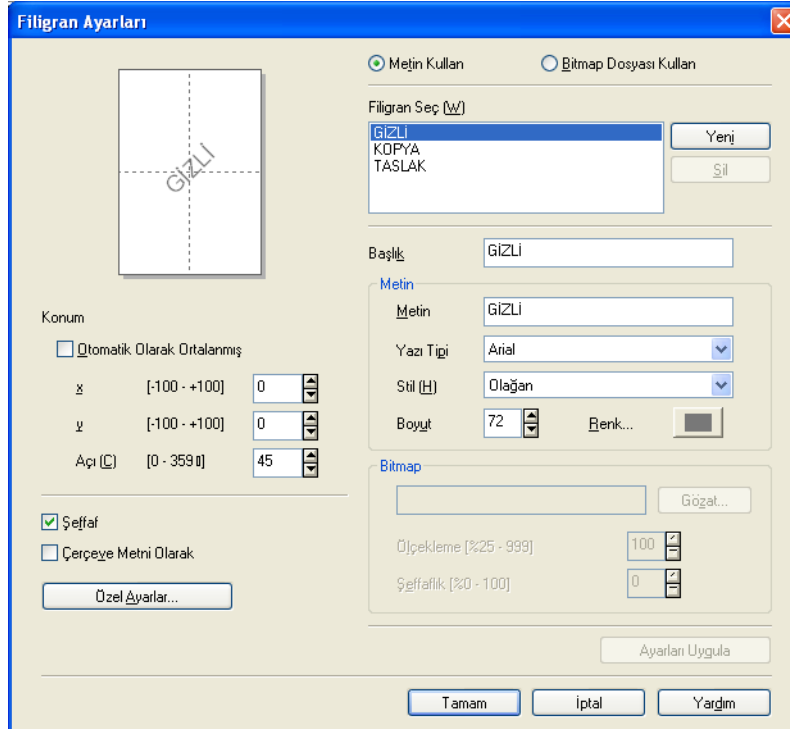 Filigran Ayarları
GİZLİ
Metin Kullan
Bitmap Dosyası Kullan
Filigran Seç (W)
GİZLİ
KOPYA
TASLAK
Yeni
Sil
Başlık
GİZLİ
Metin
Metin
GİZLİ
Yazı Tipi
Arial
Stil (H)
Olağan
Boyut
72
Renk...
Konum
Otomatik Olarak Ortalanmış
x [-100 - +100] 0
y [-100 - +100] 0
Açı (C) [0 - 359▯] 45
Şeffaf
Çerçeve Metni Olarak
Özel Ayarlar...
Bitmap
Gözat...
Ölçekleme [%25 - 999] 100
Şeffaflık [%0 - 100] 0
Ayarları Uygula
Tamam
İptal
Yardım